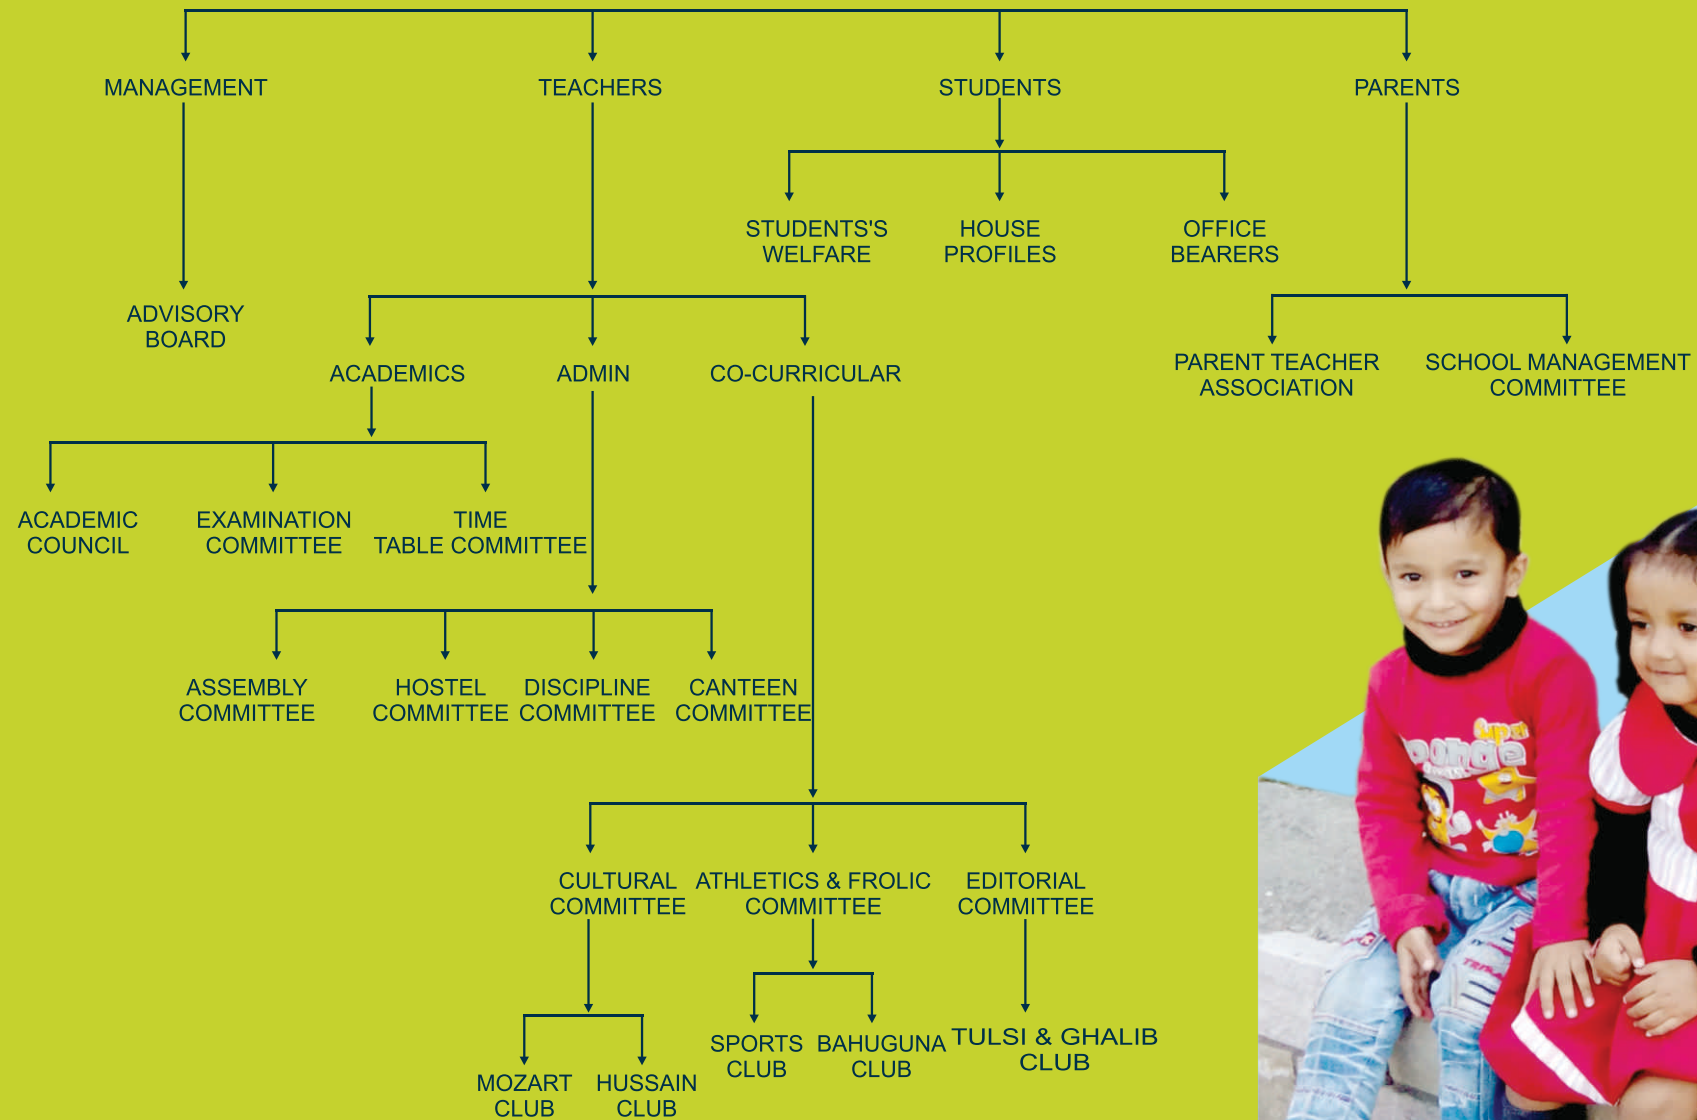 MANAGEMENT
TEACHERS
STUDENTS
PARENTS
STUDENTS'S
WELFARE
HOUSE
PROFILES
OFFICE
BEARERS
ADVISORY
BOARD
ACADEMICS
ADMIN
CO-CURRICULAR
PARENT TEACHER
ASSOCIATION
SCHOOL MANAGEMENT
COMMITTEE
ACADEMIC
COUNCIL
EXAMINATION
COMMITTEE
TIME
TABLE COMMITTEE
ASSEMBLY
COMMITTEE
HOSTEL
COMMITTEE
DISCIPLINE
COMMITTEE
CANTEEN
COMMITTEE
CULTURAL
COMMITTEE
ATHLETICS & FROLIC
COMMITTEE
EDITORIAL
COMMITTEE
SPORTS
CLUB
BAHUGUNA
CLUB
TULSI & GHALIB
CLUB
MOZART
CLUB
HUSSAIN
CLUB